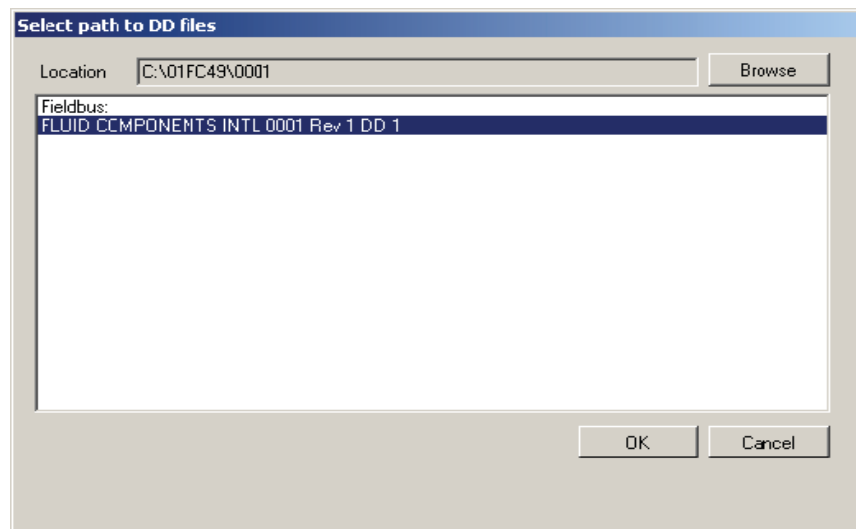 Select path to DD files
Location C:\01FC49\0001 Browse
Fieldbus:
FLUID COMPONENTS INTL 0001 Rev 1 DD 1
OK Cancel